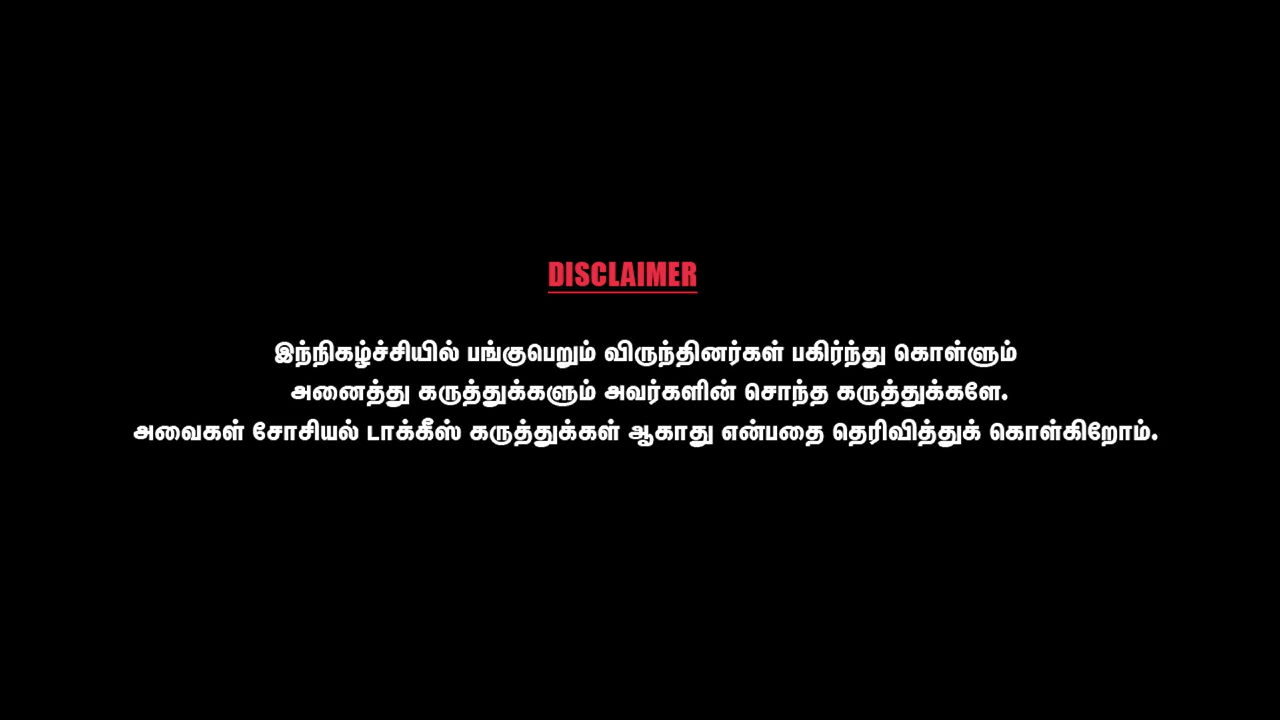 DISCLAIMER
இந்நிகழ்ச்சியில் பங்குபெறும் விருந்தினர்கள் பகிர்ந்து கொள்ளும்
அனைத்து கருத்துக்களும் அவர்களின் சொந்த கருத்துக்களே.
அவைகள் சோசியல் டாக்கீஸ் கருத்துக்கள் ஆகாது என்பதை தெரிவித்துக் கொள்கிறோம்.